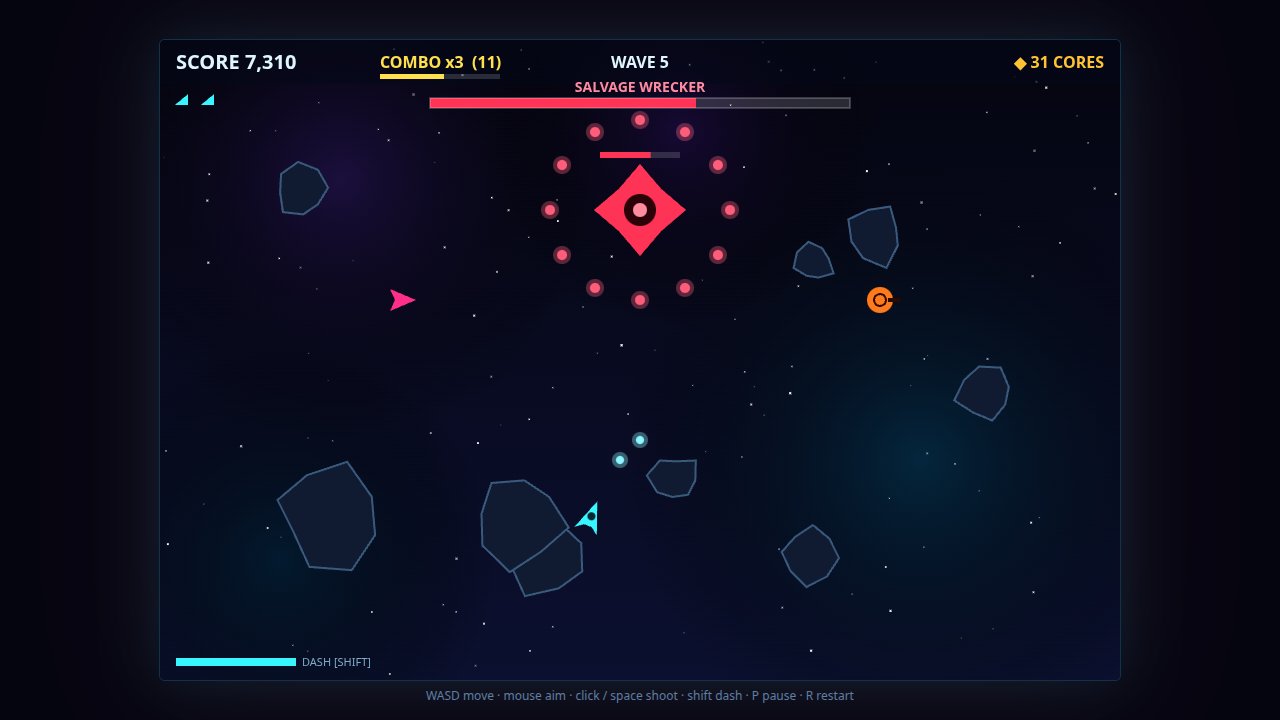 SCORE 7,310
COMBO x3 (11)
WAVE 5
31 CORES
SALVAGE WRECKER
DASH [SHIFT]
WASD move · mouse aim · click / space shoot · shift dash · P pause · R restart